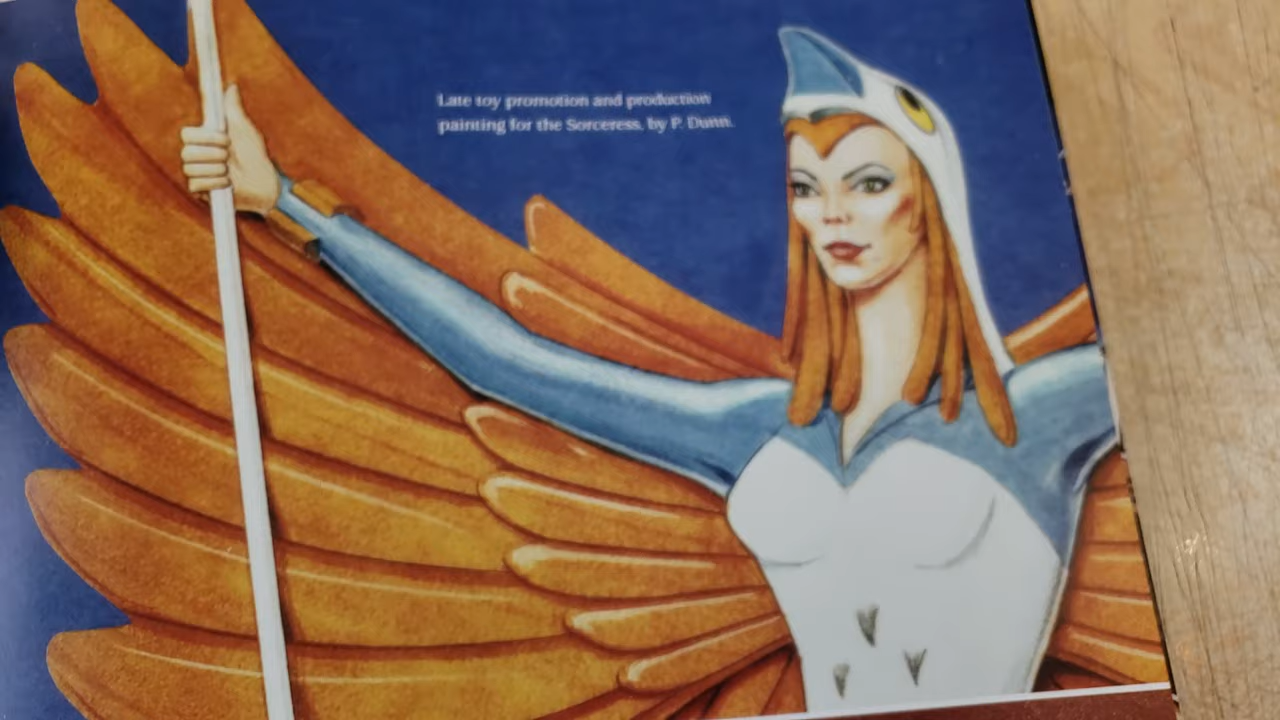 Late toy promotion and production
painting for the Sorceress, by P. Dunn.